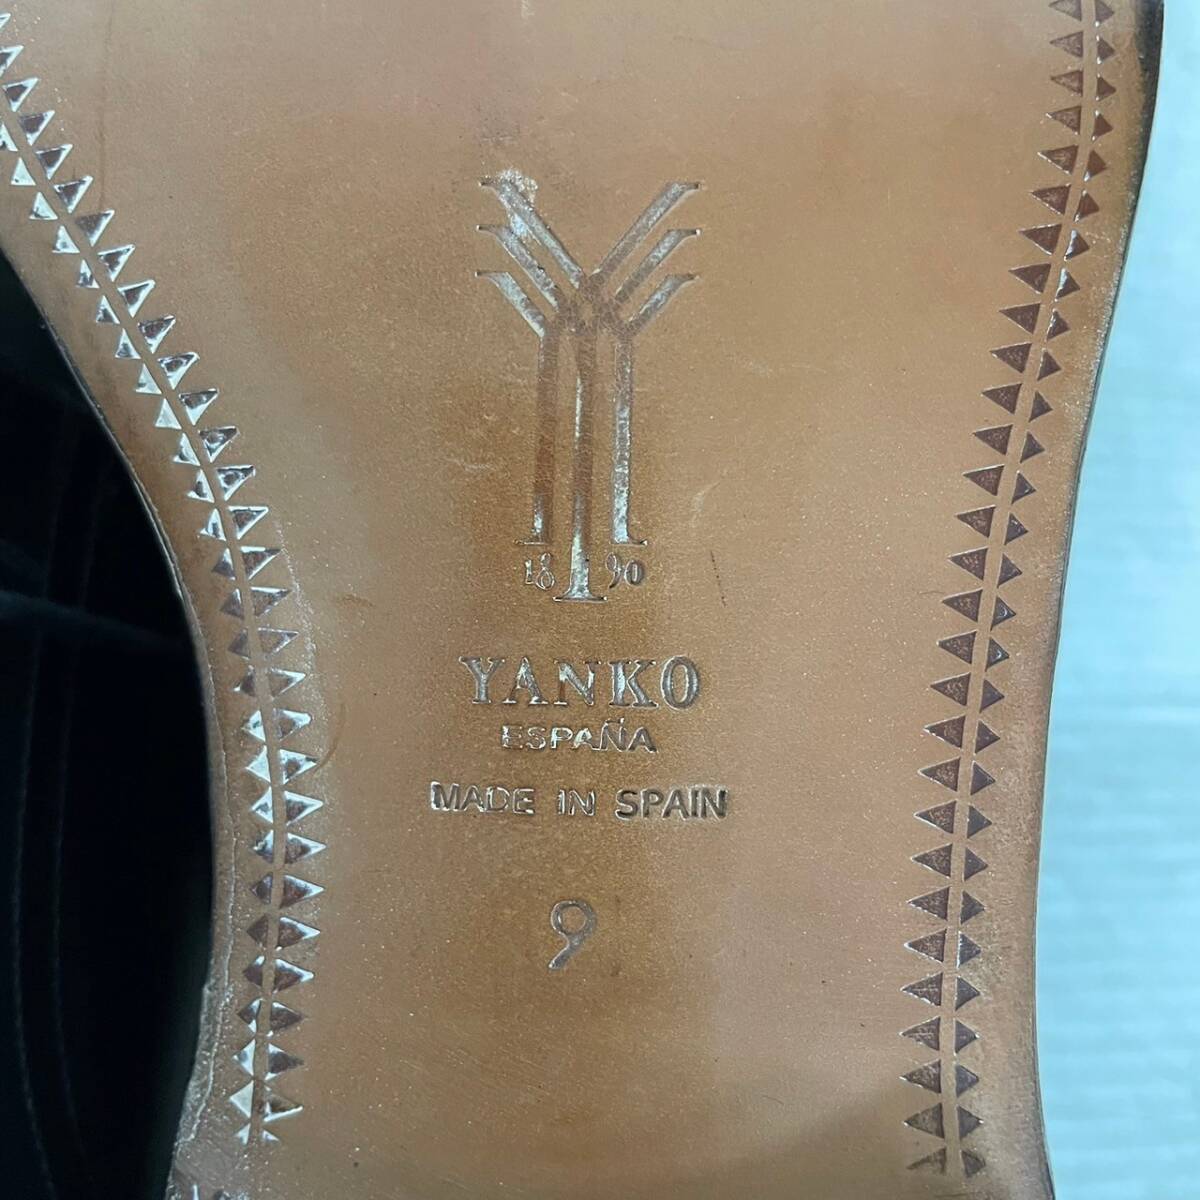 1890
YANKO
ESPAÑA
MADE IN SPAIN
9